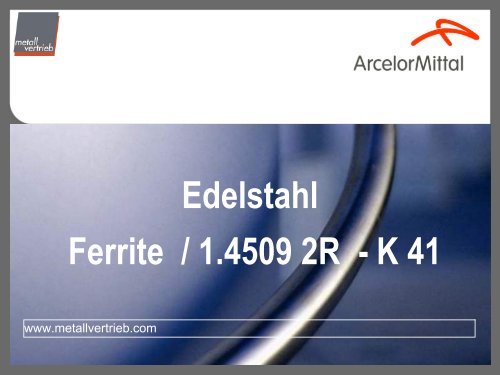 metall
vertrieb
ArcelorMittal
Edelstahl
Ferrite / 1.4509 2R - K 41
www.metallvertrieb.com